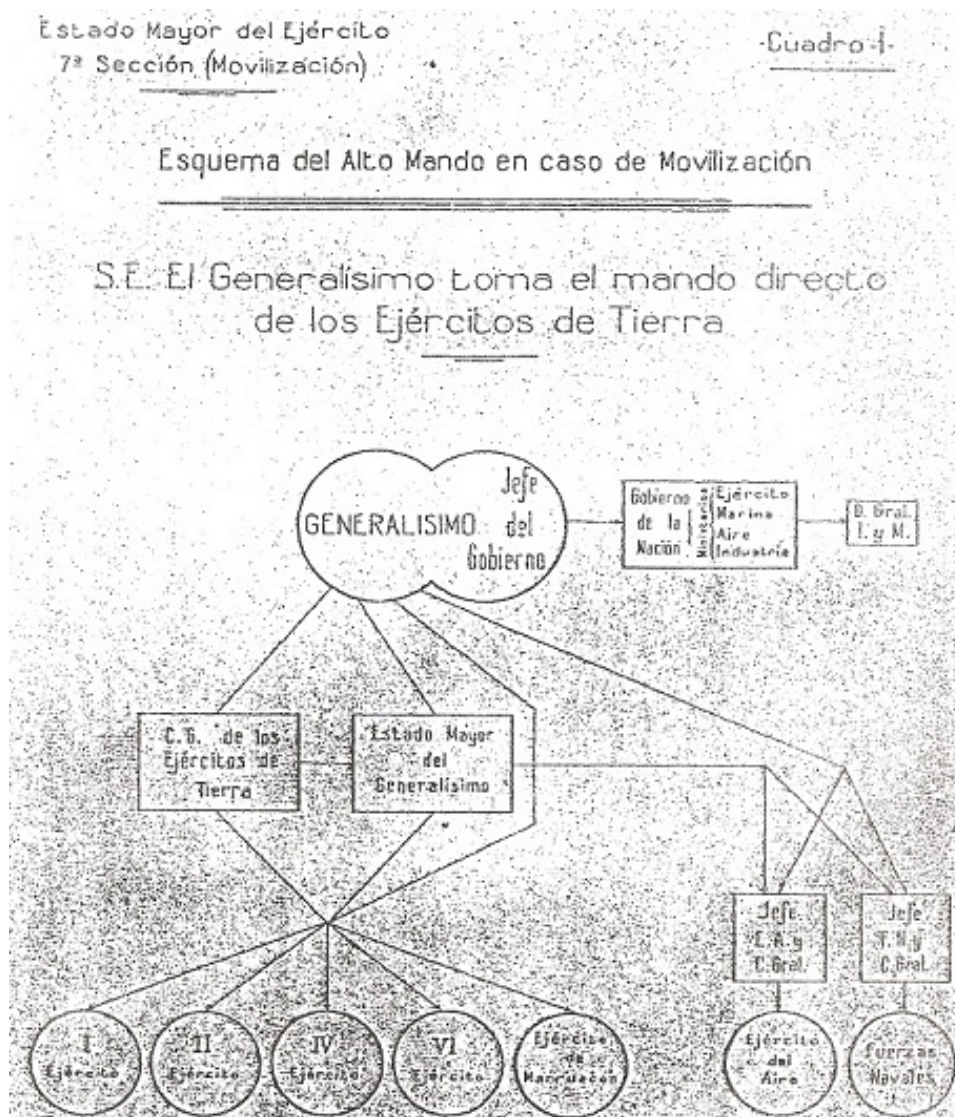 Estado Mayor del Ejército
7ª Sección (Movilización)
-Cuadro-1-
Esquema del Alto Mando en caso de Movilización
S.E. El Generalísimo toma el mando directo
de los Ejércitos de Tierra
GENERALISIMO
Jefe
del
Gobierno
Gobierno
de la
Nación
Ministerios
Ejército
Marina
Aire
Industria
D. Gral.
I. y M.
C.G. de los
Ejércitos de
Tierra
Estado Mayor
del
Generalísimo
Jefe
E.A. y
C. Gral.
Jefe
F.N. y
C. Gral.
I
Ejército
II
Ejército
IV
Ejército
VI
Ejército
Ejército
de
Marruecos
Ejército
del
Aire
Fuerzas
Navales